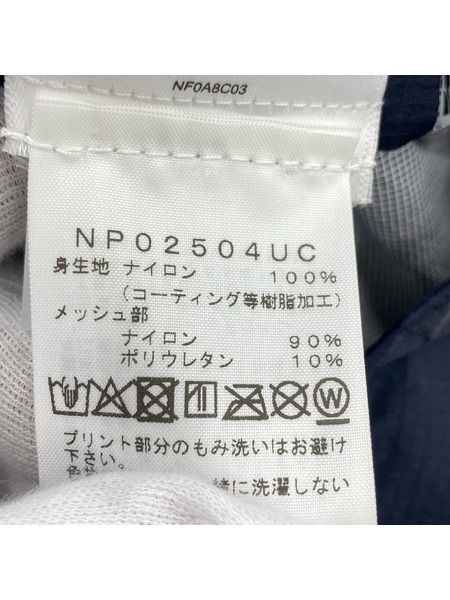 NF0A8C03
NP02504UC
身生地 ナイロン 100%
(コーティング等樹脂加工)
メッシュ部
ナイロン 90%
ポリウレタン 10%
W
プリント部分のもみ洗いはお避け
下さい。
緒に洗濯しない